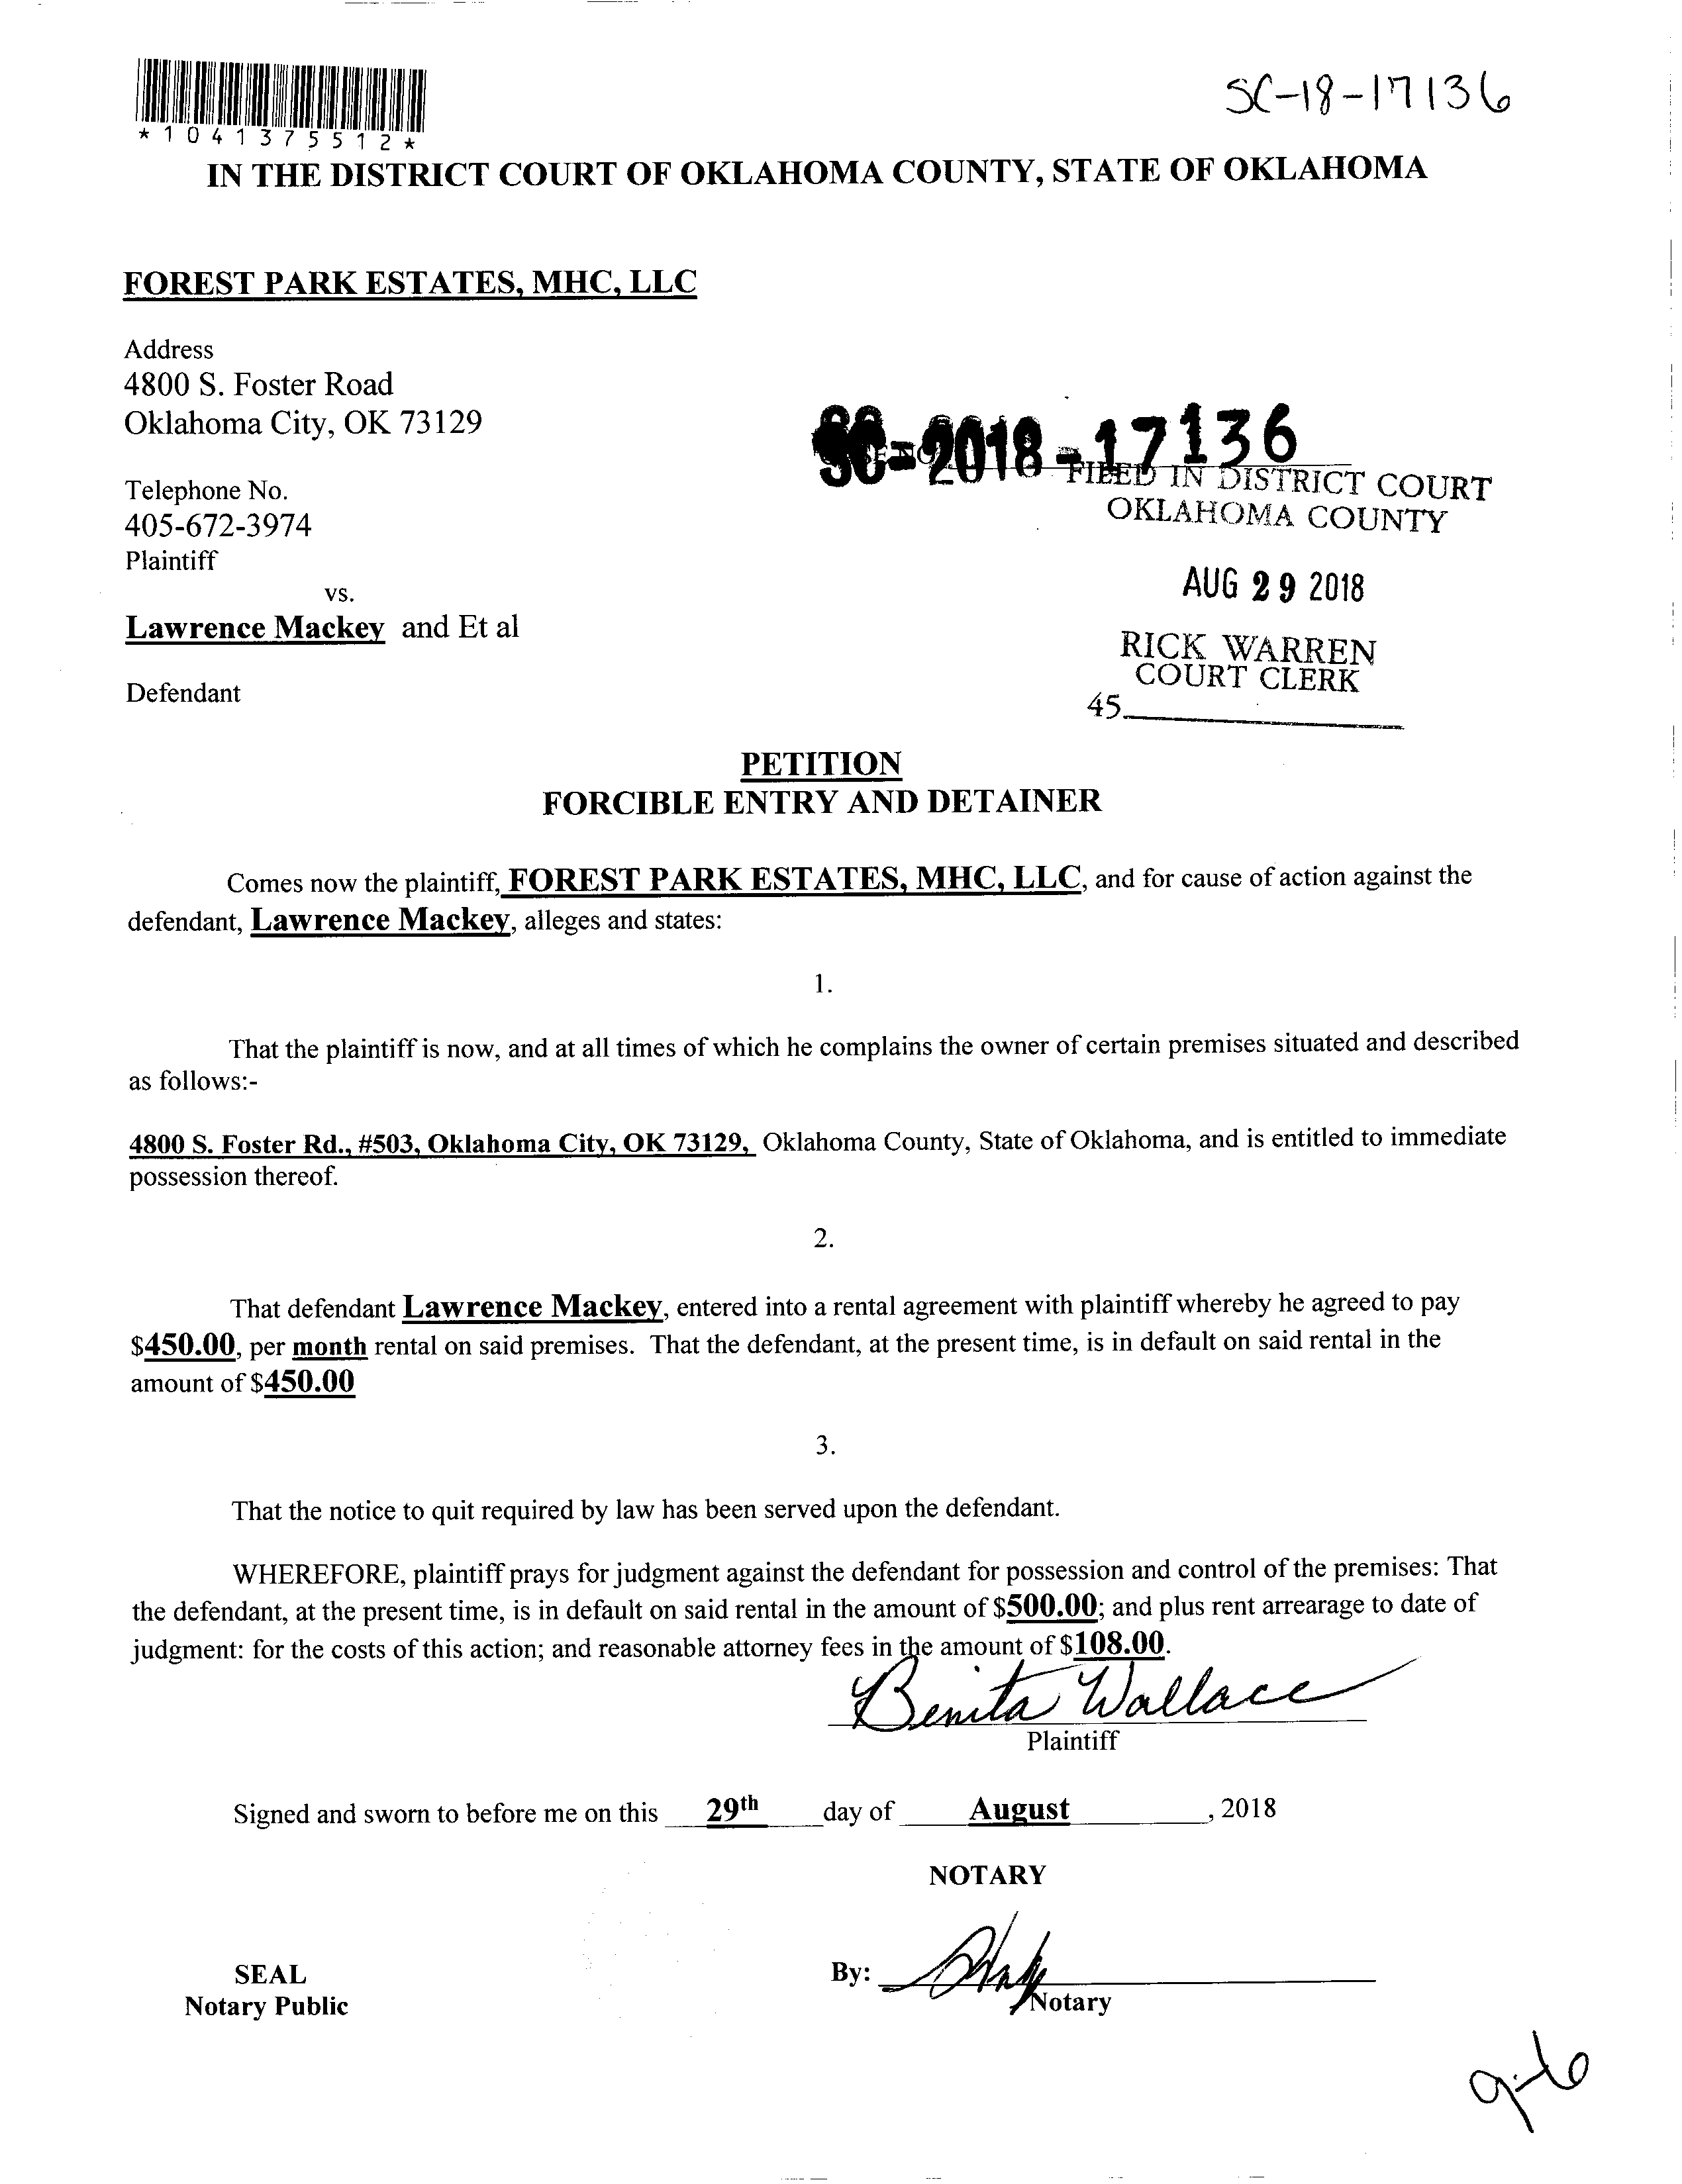 SC-18-17136
*1041375512*
IN THE DISTRICT COURT OF OKLAHOMA COUNTY, STATE OF OKLAHOMA
FOREST PARK ESTATES, MHC, LLC
Address
4800 S. Foster Road
Oklahoma City, OK 73129
SC-2018-17136
FILED IN DISTRICT COURT
OKLAHOMA COUNTY
Telephone No.
405-672-3974
Plaintiff
AUG 29 2018
vs.
Lawrence Mackey and Et al
RICK WARREN
COURT CLERK
Defendant
45
PETITION
FORCIBLE ENTRY AND DETAINER
Comes now the plaintiff, FOREST PARK ESTATES, MHC, LLC, and for cause of action against the
defendant, Lawrence Mackey, alleges and states:
1.
That the plaintiff is now, and at all times of which he complains the owner of certain premises situated and described
as follows:-
4800 S. Foster Rd., #503, Oklahoma City, OK 73129, Oklahoma County, State of Oklahoma, and is entitled to immediate
possession thereof.
2.
That defendant Lawrence Mackey, entered into a rental agreement with plaintiff whereby he agreed to pay
$450.00, per month rental on said premises. That the defendant, at the present time, is in default on said rental in the
amount of $450.00
3.
That the notice to quit required by law has been served upon the defendant.
WHEREFORE, plaintiff prays for judgment against the defendant for possession and control of the premises: That
the defendant, at the present time, is in default on said rental in the amount of $500.00; and plus rent arrearage to date of
judgment: for the costs of this action; and reasonable attorney fees in the amount of $108.00.
Benita Wallace
Plaintiff
Signed and sworn to before me on this 29th day of August, 2018
NOTARY
SEAL
By:
Notary Public
Notary
9-6